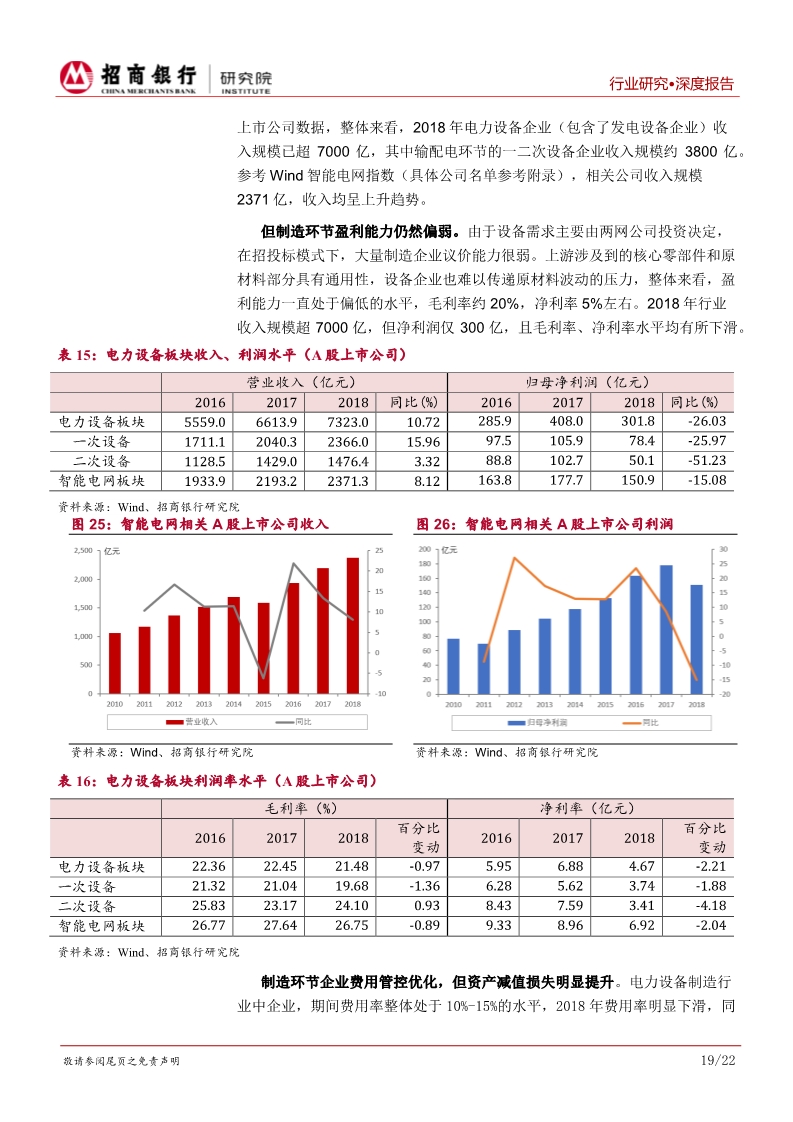 招商银行 研究院
CHINA MERCHANTS BANK INSTITUTE
行业研究•深度报告
上市公司数据，整体来看，2018 年电力设备企业（包含了发电设备企业）收
入规模已超 7000 亿，其中输配电环节的一二次设备企业收入规模约 3800 亿。
参考 Wind 智能电网指数（具体公司名单参考附录），相关公司收入规模
2371 亿，收入均呈上升趋势。
但制造环节盈利能力仍然偏弱。由于设备需求主要由两网公司投资决定，
在招投标模式下，大量制造企业议价能力很弱。上游涉及到的核心零部件和原
材料部分具有通用性，设备企业也难以传递原材料波动的压力，整体来看，盈
利能力一直处于偏低的水平，毛利率约 20%，净利率 5%左右。2018 年行业
收入规模超 7000 亿，但净利润仅 300 亿，且毛利率、净利率水平均有所下滑。
表 15：电力设备板块收入、利润水平（A 股上市公司）
营业收入（亿元） 归母净利润（亿元）
2016 2017 2018 同比(%) 2016 2017 2018 同比(%)
电力设备板块 5559.0 6613.9 7323.0 10.72 285.9 408.0 301.8 -26.03
一次设备 1711.1 2040.3 2366.0 15.96 97.5 105.9 78.4 -25.97
二次设备 1128.5 1429.0 1476.4 3.32 88.8 102.7 50.1 -51.23
智能电网板块 1933.9 2193.2 2371.3 8.12 163.8 177.7 150.9 -15.08
资料来源：Wind、招商银行研究院
图 25：智能电网相关 A 股上市公司收入
亿元
2,500
2,000
1,500
1,000
500
0
25
20
15
10
5
0
-5
-10
2010 2011 2012 2013 2014 2015 2016 2017 2018
营业收入 同比
资料来源：Wind、招商银行研究院
图 26：智能电网相关 A 股上市公司利润
亿元
200
180
160
140
120
100
80
60
40
20
0
30
25
20
15
10
5
0
-5
-10
-15
-20
2010 2011 2012 2013 2014 2015 2016 2017 2018
归母净利润 同比
资料来源：Wind、招商银行研究院
表 16：电力设备板块利润率水平（A 股上市公司）
毛利率（%） 净利率（亿元）
2016 2017 2018 百分比 2016 2017 2018 百分比
变动 变动
电力设备板块 22.36 22.45 21.48 -0.97 5.95 6.88 4.67 -2.21
一次设备 21.32 21.04 19.68 -1.36 6.28 5.62 3.74 -1.88
二次设备 25.83 23.17 24.10 0.93 8.43 7.59 3.41 -4.18
智能电网板块 26.77 27.64 26.75 -0.89 9.33 8.96 6.92 -2.04
资料来源：Wind、招商银行研究院
制造环节企业费用管控优化，但资产减值损失明显提升。电力设备制造行
业中企业，期间费用率整体处于 10%-15%的水平，2018 年费用率明显下滑，同
敬请参阅尾页之免责声明
19/22